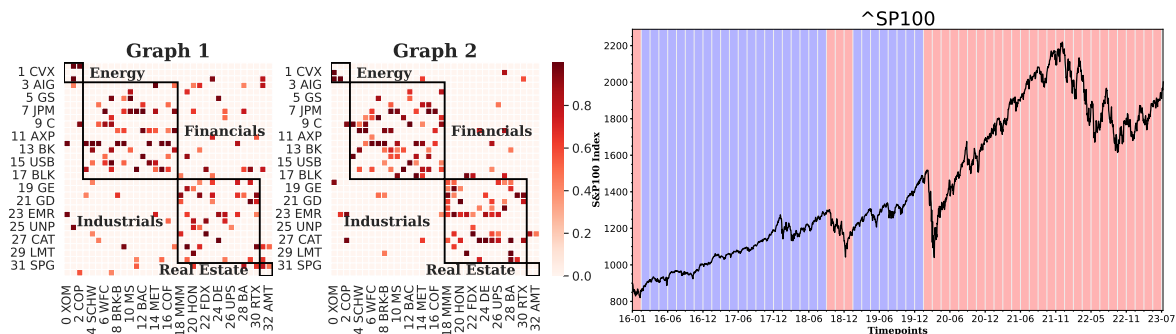 Graph 1
Energy
Financials
Industrials
Real Estate
1 CVX
3 AIG
5 GS
7 JPM
9 C
11 AXP
13 BK
15 USB
17 BLK
19 GE
21 GD
23 EMR
25 UNP
27 CAT
29 LMT
31 SPG
0 XOM
2 COP
4 SCHW
6 WFC
8 BRK-B
10 MS
12 BAC
14 MET
16 COF
18 MMM
20 HON
22 FDX
24 DE
26 UPS
28 BA
30 RTX
32 AMT
Graph 2
Energy
Financials
Industrials
Real Estate
1 CVX
3 AIG
5 GS
7 JPM
9 C
11 AXP
13 BK
15 USB
17 BLK
19 GE
21 GD
23 EMR
25 UNP
27 CAT
29 LMT
31 SPG
0 XOM
2 COP
4 SCHW
6 WFC
8 BRK-B
10 MS
12 BAC
14 MET
16 COF
18 MMM
20 HON
22 FDX
24 DE
26 UPS
28 BA
30 RTX
32 AMT
0.8
0.6
0.4
0.2
0.0
^SP100
S&P100 Index
2200
2000
1800
1600
1400
1200
1000
800
16-01 16-06 16-12 17-06 17-12 18-06 18-12 19-06 19-12 20-06 20-12 21-06 21-11 22-05 22-11 23-07
Timepoints